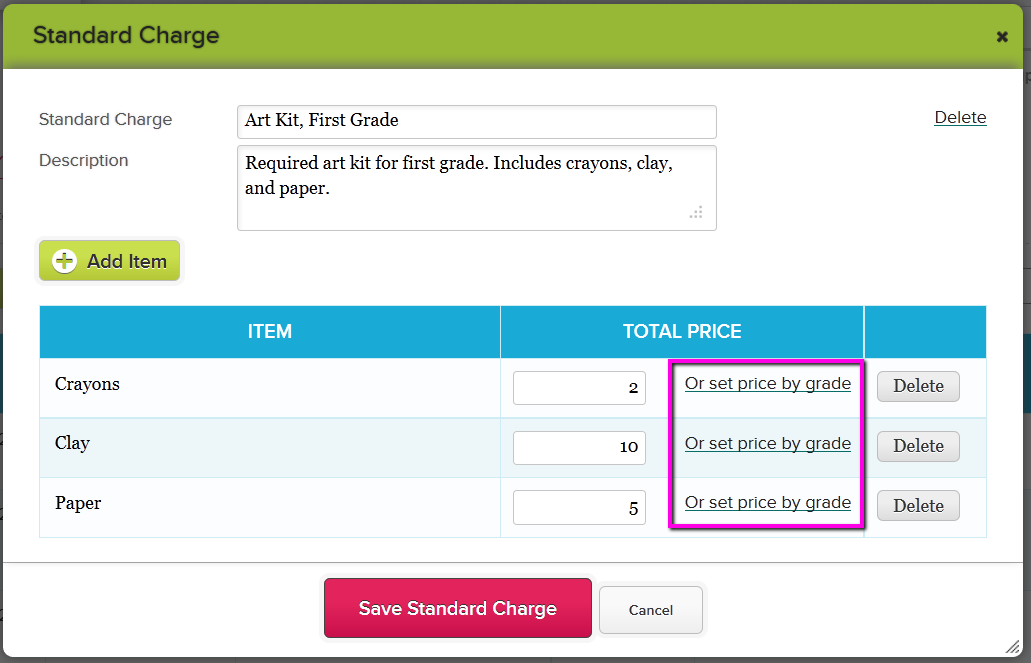 Standard Charge
Standard Charge
Art Kit, First Grade
Delete
Description
Required art kit for first grade. Includes crayons, clay,
and paper.
Add Item
ITEM
TOTAL PRICE
Crayons
2
Or set price by grade
Delete
Clay
10
Or set price by grade
Delete
Paper
5
Or set price by grade
Delete
Save Standard Charge
Cancel